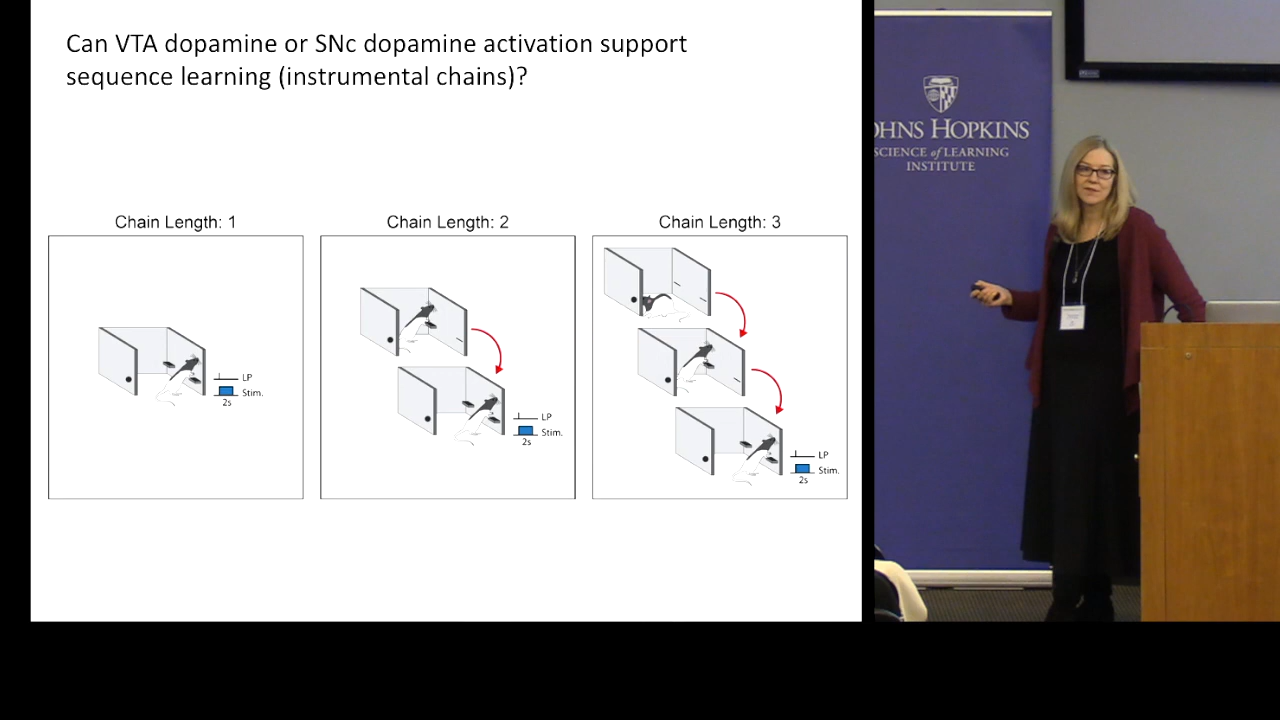 Can VTA dopamine or SNc dopamine activation support
sequence learning (instrumental chains)?
Chain Length: 1
Chain Length: 2
Chain Length: 3
LP
Stim.
2s
LP
Stim.
2s
LP
Stim.
2s
OHNS HOPKINS
SCIENCE of LEARNING
INSTITUTE